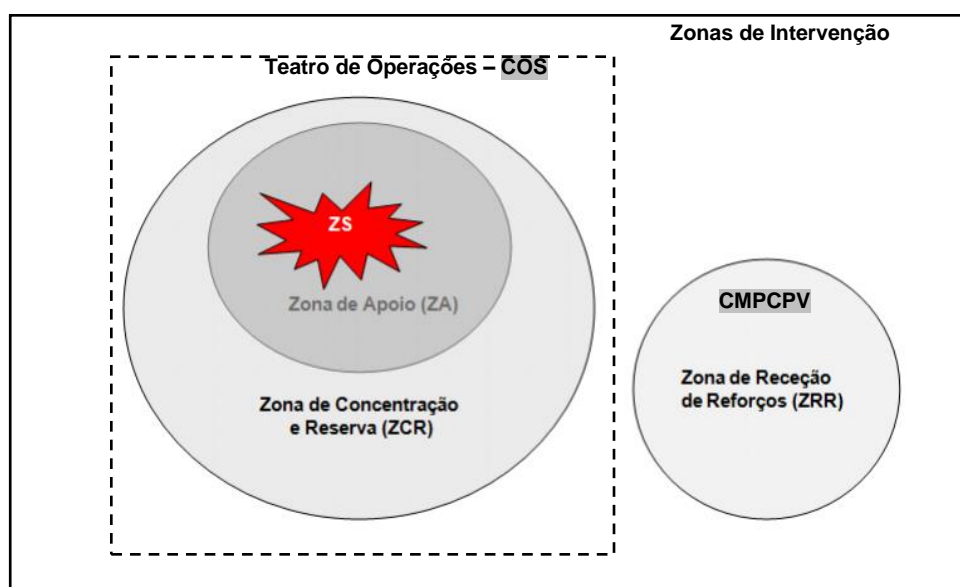 Zonas de Intervenção
Teatro de Operações – COS
ZS
Zona de Apoio (ZA)
Zona de Concentração
e Reserva (ZCR)
CMPCPV
Zona de Receção
de Reforços (ZRR)